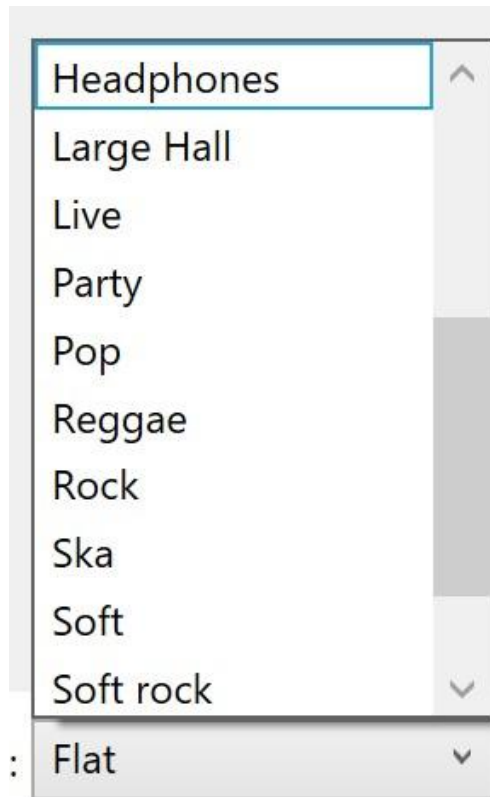 Headphones
Large Hall
Live
Party
Pop
Reggae
Rock
Ska
Soft
Soft rock
: Flat